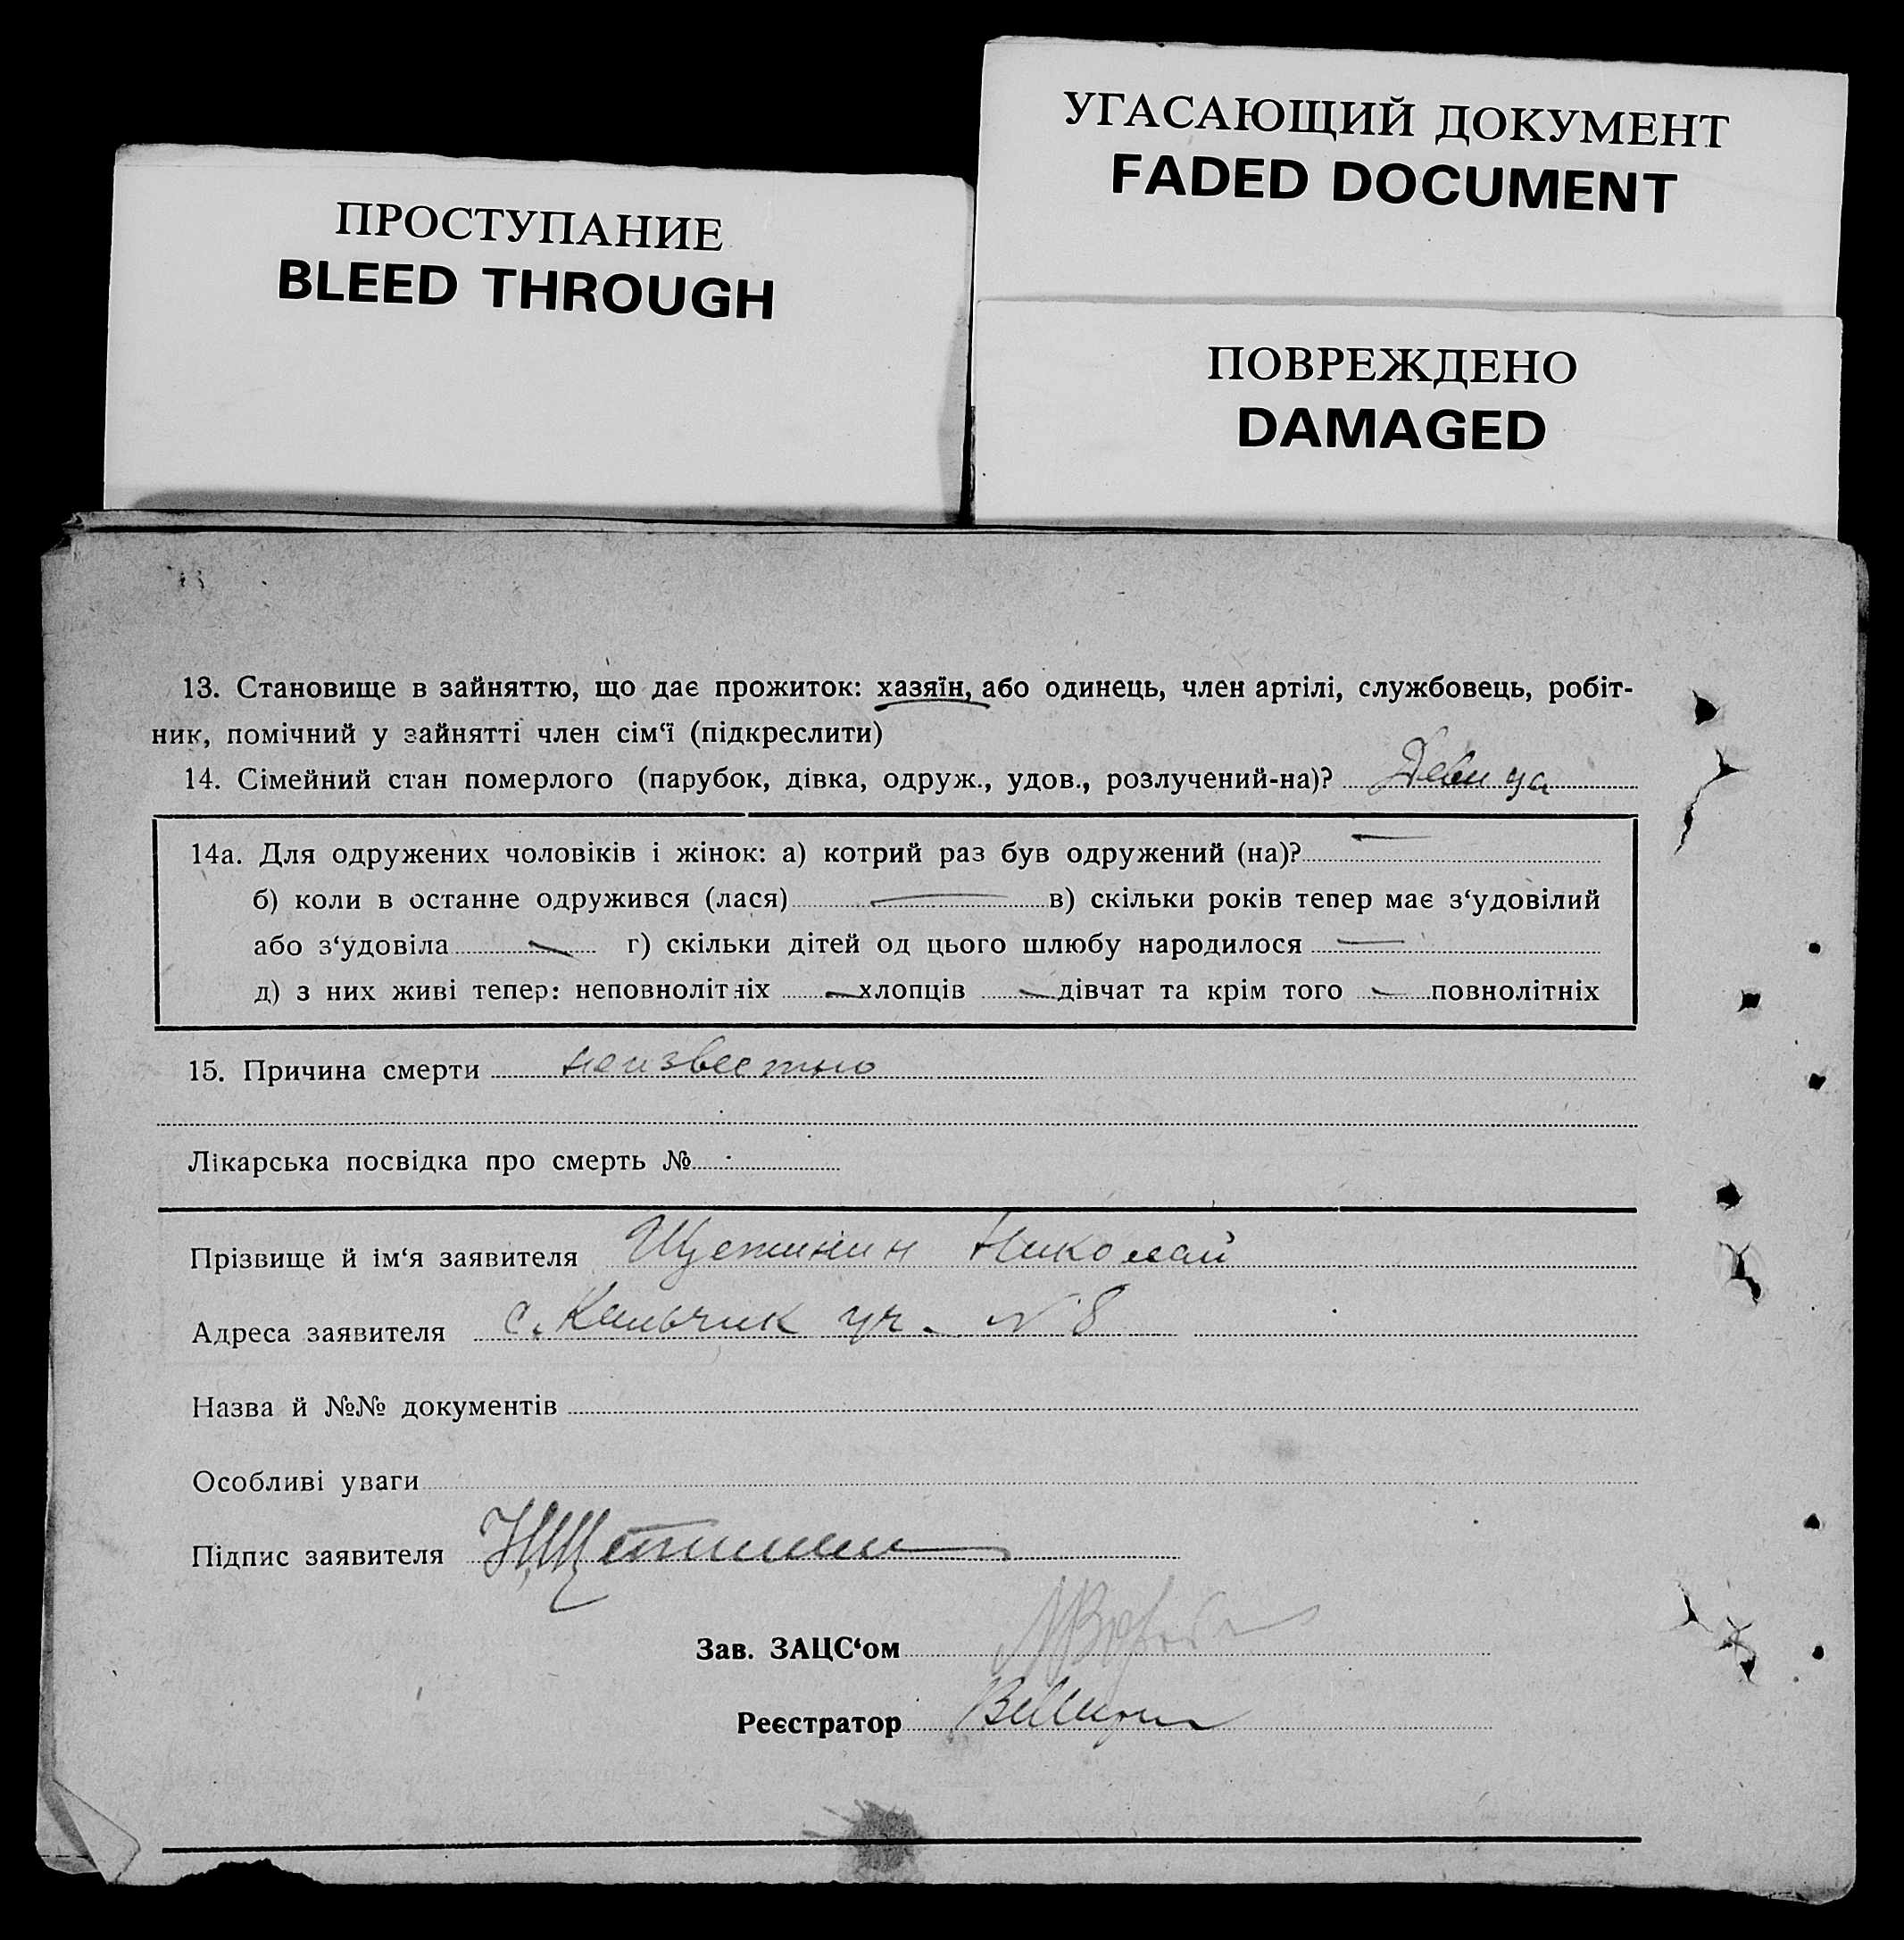 УГАСАЮЩИЙ ДОКУМЕНТ
FADED DOCUMENT
ПРОСТУПАНИЕ
BLEED THROUGH
ПОВРЕЖДЕНО
DAMAGED
13. Становище в зайняттю, що дає прожиток: хазяїн, або одинець, член артілі, службовець, робіт-
ник, помічний у зайнятті член сім‘ї (підкреслити)
14. Сімейний стан померлого (парубок, дівка, одруж., удов., розлучений-на)? Девица
14а. Для одружених чоловіків і жінок: а) котрий раз був одружений (на)? —
б) коли в останне одружився (лася) — в) скільки років тепер має з‘удовілий
або з‘удовіла — г) скільки дітей од цього шлюбу народилося —
д) з них живі тепер: неповнолітніх — хлопців — дівчат та крім того — повнолітніх
15. Причина смерти неизвестно
Лікарська посвідка про смерть №
Прізвище й ім‘я заявителя Щетинин Николай
Адреса заявителя с. Кальчик уч. № 8
Назва й №№ документів
Особливі уваги
Підпис заявителя НЩетинин
Зав. ЗАЦС‘ом
Реєстратор